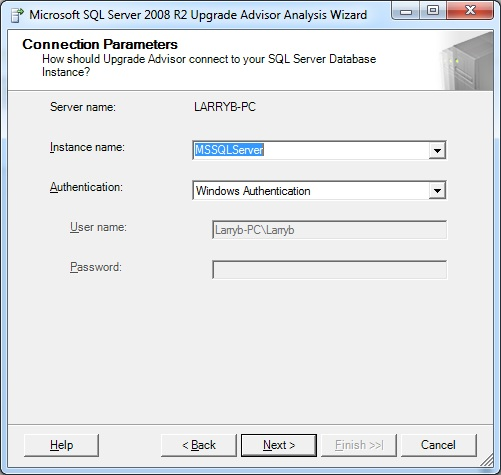 Microsoft SQL Server 2008 R2 Upgrade Advisor Analysis Wizard
Connection Parameters
How should Upgrade Advisor connect to your SQL Server Database
Instance?
Server name: LARRYB-PC
Instance name: MSSQLServer
Authentication: Windows Authentication
User name: Larryb-PC\Larryb
Password:
Help < Back Next > Finish >>| Cancel